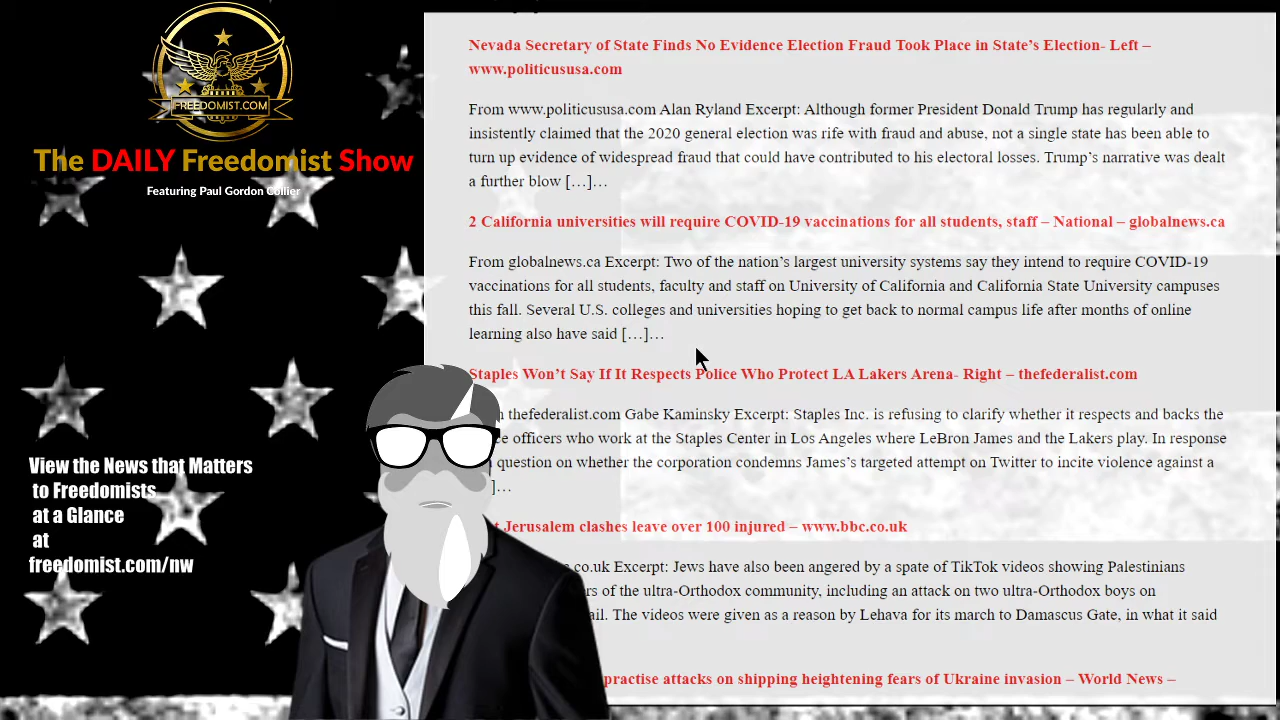 FREEDOMIST.COM
The DAILY Freedomist Show
Featuring Paul Gordon Collier
View the News that Matters
to Freedomists
at a Glance
at
freedomist.com/nw
Nevada Secretary of State Finds No Evidence Election Fraud Took Place in State’s Election- Left –
www.politicususa.com
From www.politicususa.com Alan Ryland Excerpt: Although former President Donald Trump has regularly and
insistently claimed that the 2020 general election was rife with fraud and abuse, not a single state has been able to
turn up evidence of widespread fraud that could have contributed to his electoral losses. Trump’s narrative was dealt
a further blow […]…
2 California universities will require COVID-19 vaccinations for all students, staff – National – globalnews.ca
From globalnews.ca Excerpt: Two of the nation’s largest university systems say they intend to require COVID-19
vaccinations for all students, faculty and staff on University of California and California State University campuses
this fall. Several U.S. colleges and universities hoping to get back to normal campus life after months of online
learning also have said […]…
Staples Won’t Say If It Respects Police Who Protect LA Lakers Arena- Right – thefederalist.com
thefederalist.com Gabe Kaminsky Excerpt: Staples Inc. is refusing to clarify whether it respects and backs the
officers who work at the Staples Center in Los Angeles where LeBron James and the Lakers play. In response
question on whether the corporation condemns James’s targeted attempt on Twitter to incite violence against a
]…
Jerusalem clashes leave over 100 injured – www.bbc.co.uk
co.uk Excerpt: Jews have also been angered by a spate of TikTok videos showing Palestinians
of the ultra-Orthodox community, including an attack on two ultra-Orthodox boys on
The videos were given as a reason by Lehava for its march to Damascus Gate, in what it said
practise attacks on shipping heightening fears of Ukraine invasion – World News –